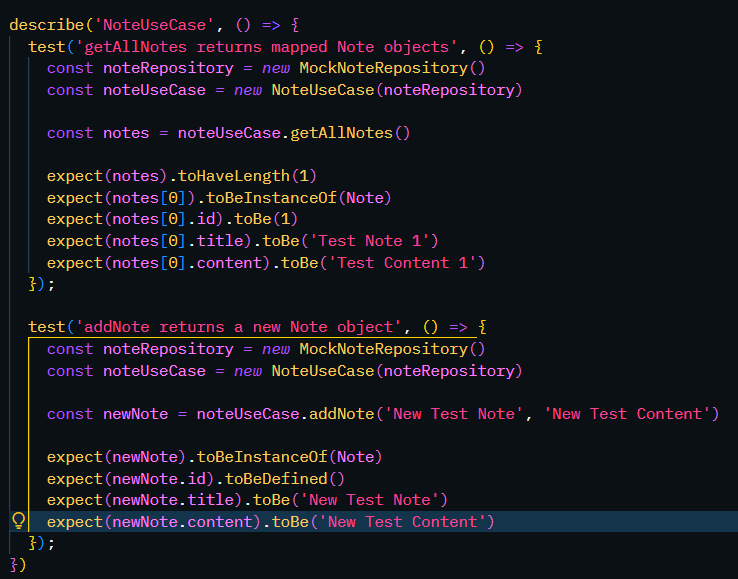 describe('NoteUseCase', () => {
  test('getAllNotes returns mapped Note objects', () => {
    const noteRepository = new MockNoteRepository()
    const noteUseCase = new NoteUseCase(noteRepository)

    const notes = noteUseCase.getAllNotes()

    expect(notes).toHaveLength(1)
    expect(notes[0]).toBeInstanceOf(Note)
    expect(notes[0].id).toBe(1)
    expect(notes[0].title).toBe('Test Note 1')
    expect(notes[0].content).toBe('Test Content 1')
  });

  test('addNote returns a new Note object', () => {
    const noteRepository = new MockNoteRepository()
    const noteUseCase = new NoteUseCase(noteRepository)

    const newNote = noteUseCase.addNote('New Test Note', 'New Test Content')

    expect(newNote).toBeInstanceOf(Note)
    expect(newNote.id).toBeDefined()
    expect(newNote.title).toBe('New Test Note')
    expect(newNote.content).toBe('New Test Content')
  });
})